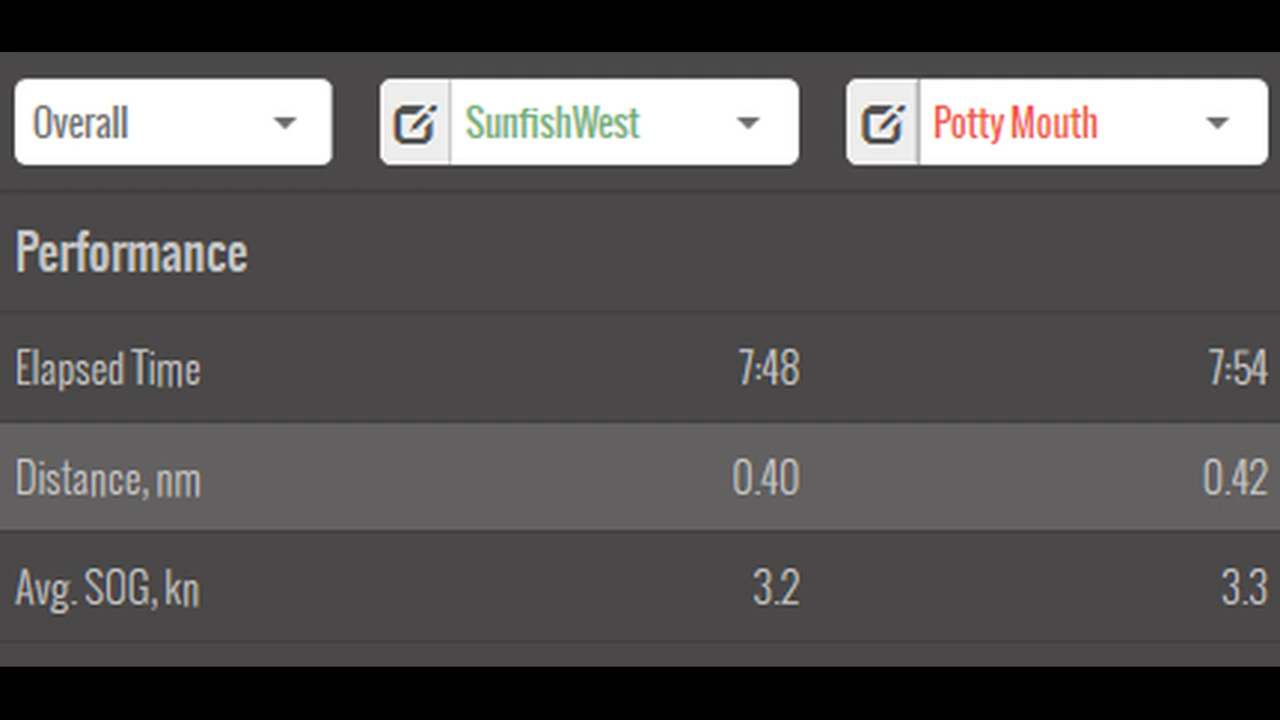 Overall SunfishWest Potty Mouth
Performance
Elapsed Time 7:48 7:54
Distance, nm 0.40 0.42
Avg. SOG, kn 3.2 3.3